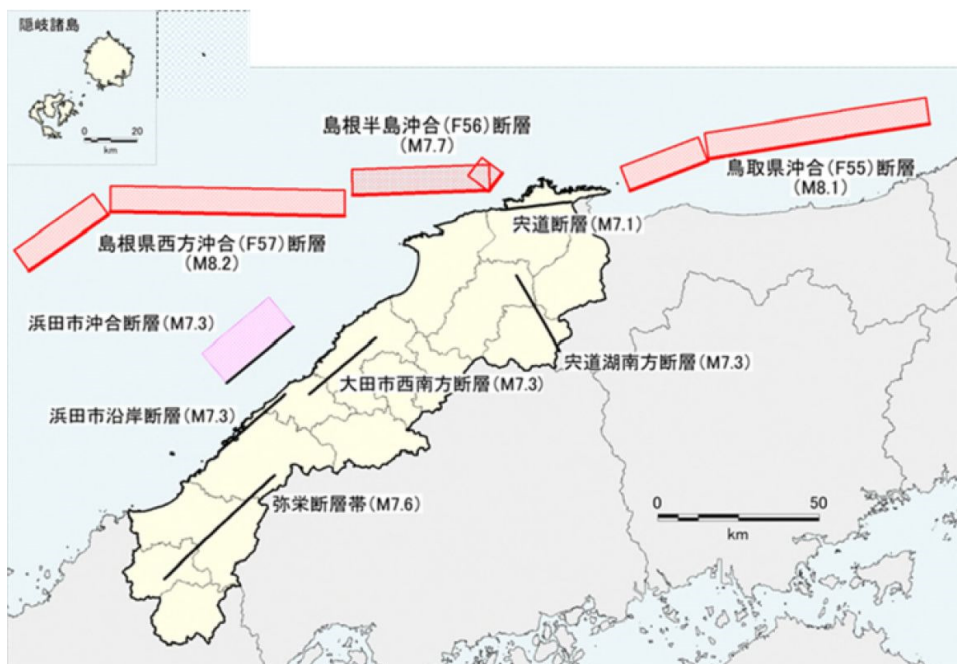 隠岐諸島
0 20
km
島根半島沖合(F56)断層
(M7.7)
鳥取県沖合(F55)断層
(M8.1)
宍道断層(M7.1)
島根県西方沖合(F57)断層
(M8.2)
浜田市沖合断層(M7.3)
宍道湖南方断層(M7.3)
大田市西南方断層(M7.3)
浜田市沿岸断層(M7.3)
弥栄断層帯(M7.6)
0 50
km